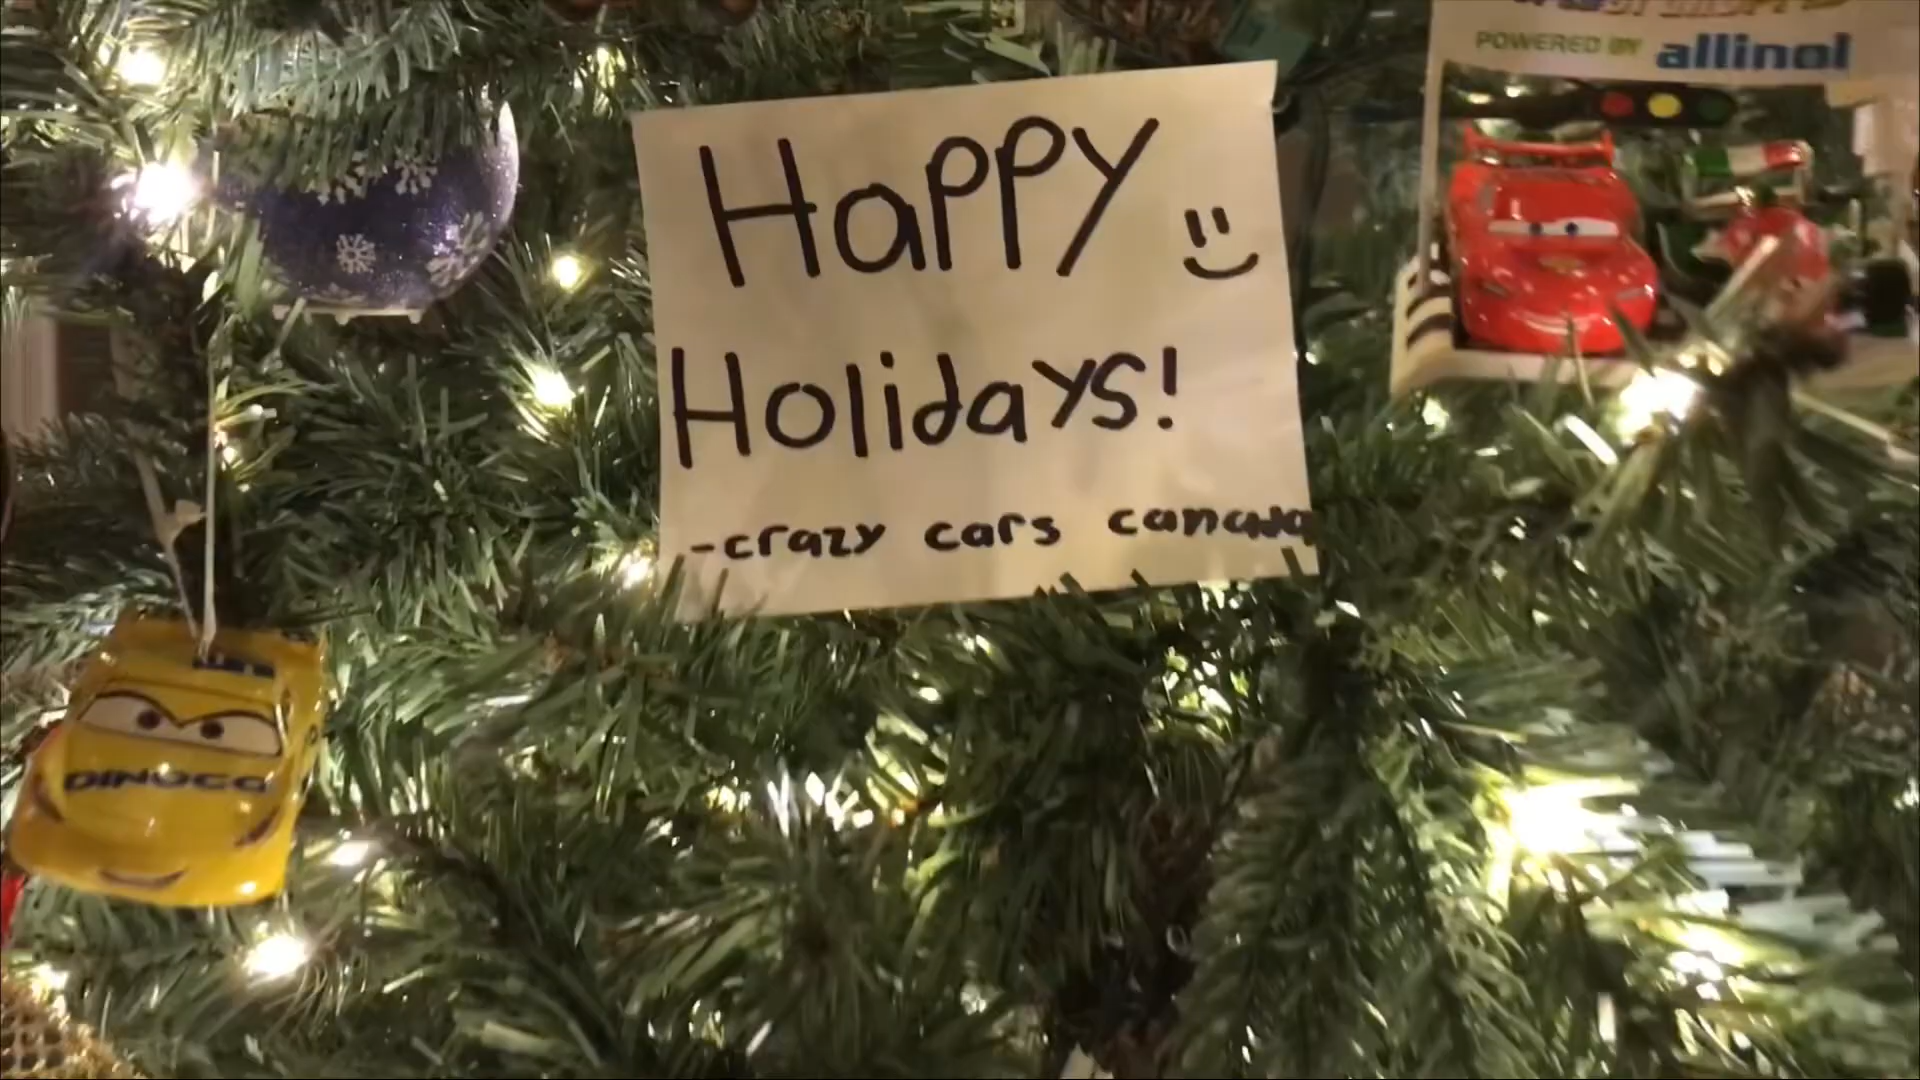 POWERED BY allinol
Happy
Holidays!
-crazy cars canada
DINOCO